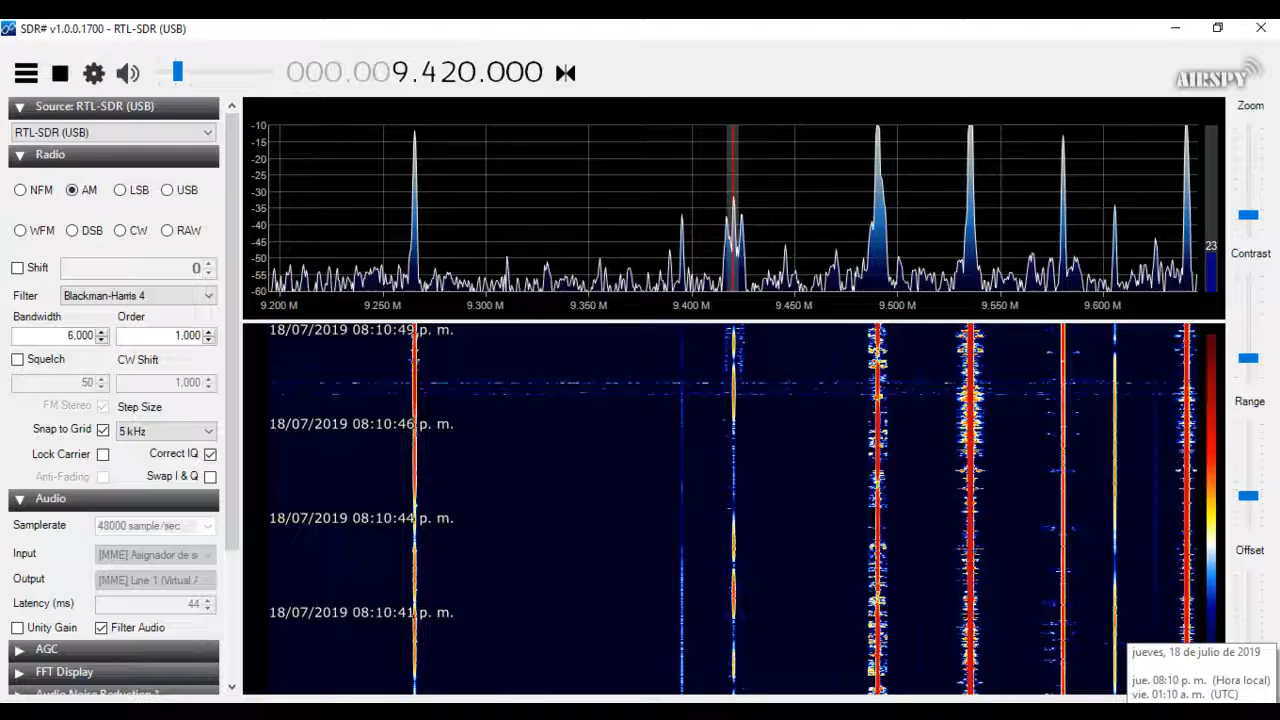 SDR# v1.0.0.1700 - RTL-SDR (USB)
000.009.420.000
AIRSPY
Source: RTL-SDR (USB)
RTL-SDR (USB)
Radio
NFM AM LSB USB
WFM DSB CW RAW
Shift 0
Filter Blackman-Harris 4
Bandwidth Order
6.000 1.000
Squelch CW Shift
50 1.000
FM Stereo Step Size
Snap to Grid 5 kHz
Lock Carrier Correct IQ
Anti-Fading Swap I & Q
Audio
Samplerate 48000 sample/sec
Input [MME] Asignador de s
Output [MME] Line 1 (Virtual A
Latency (ms) 44
Unity Gain Filter Audio
AGC
FFT Display
Audio Noise Reduction *
-10
-15
-20
-25
-30
-35
-40
-45
-50
-55
-60
9.200 M 9.250 M 9.300 M 9.350 M 9.400 M 9.450 M 9.500 M 9.550 M 9.600 M
23
18/07/2019 08:10:49 p. m.
18/07/2019 08:10:46 p. m.
18/07/2019 08:10:44 p. m.
18/07/2019 08:10:41 p. m.
Zoom
Contrast
Range
Offset
jueves, 18 de julio de 2019
jue. 08:10 p. m. (Hora local)
vie. 01:10 a. m. (UTC)